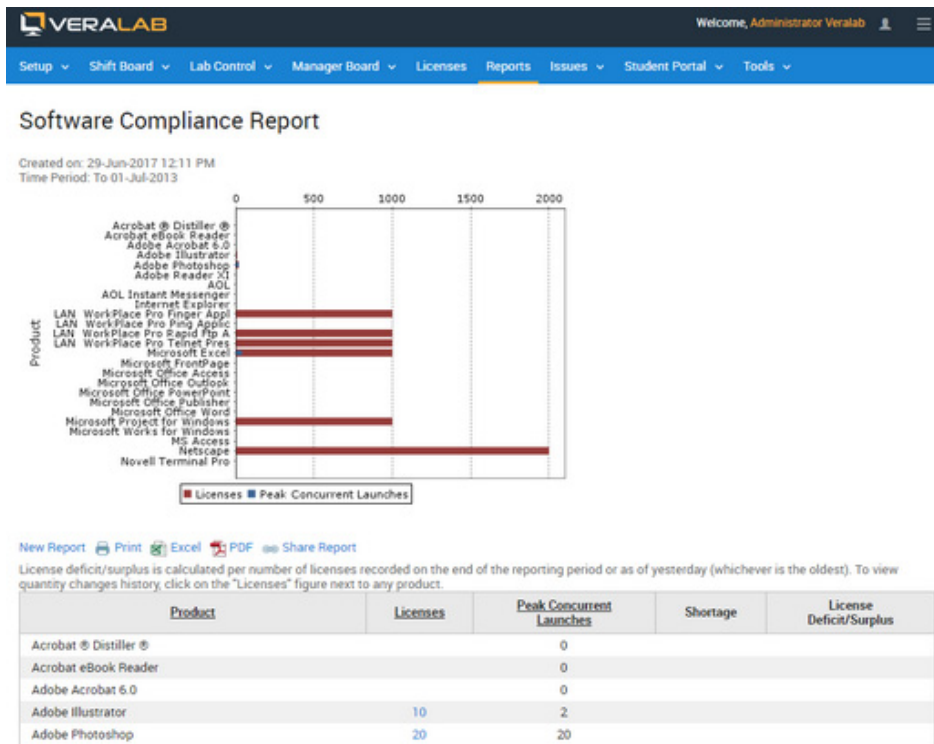 VERALAB
Welcome, Administrator Veralab
Setup Shift Board Lab Control Manager Board Licenses Reports Issues Student Portal Tools
Software Compliance Report
Created on: 29-Jun-2017 12:11 PM
Time Period: To 01-Jul-2013
0 500 1000 1500 2000
Product
Acrobat ® Distiller ®
Acrobat eBook Reader
Adobe Acrobat 6.0
Adobe Illustrator
Adobe Photoshop
Adobe Reader XI
AOL
AOL Instant Messenger
Internet Explorer
LAN WorkPlace Pro Finger Appl
LAN WorkPlace Pro Ping Applic
LAN WorkPlace Pro Rapid Ftp A
LAN WorkPlace Pro Telnet Pres
Microsoft Excel
Microsoft FrontPage
Microsoft Office Access
Microsoft Office Outlook
Microsoft Office PowerPoint
Microsoft Office Publisher
Microsoft Office Word
Microsoft Project for Windows
Microsoft Works for Windows
MS Access
Netscape
Novell Terminal Pro
Licenses Peak Concurrent Launches
New Report Print Excel PDF Share Report
License deficit/surplus is calculated per number of licenses recorded on the end of the reporting period or as of yesterday (whichever is the oldest). To view
quantity changes history, click on the "Licenses" figure next to any product.
Product Licenses Peak Concurrent Launches Shortage License Deficit/Surplus
Acrobat ® Distiller ® 0
Acrobat eBook Reader 0
Adobe Acrobat 6.0 0
Adobe Illustrator 10 2
Adobe Photoshop 20 20